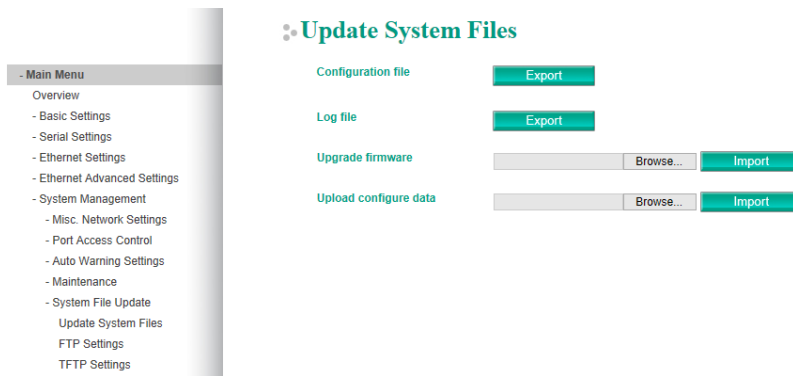 Update System Files
- Main Menu
Overview
- Basic Settings
- Serial Settings
- Ethernet Settings
- Ethernet Advanced Settings
- System Management
- Misc. Network Settings
- Port Access Control
- Auto Warning Settings
- Maintenance
- System File Update
Update System Files
FTP Settings
TFTP Settings
Configuration file Export
Log file Export
Upgrade firmware Browse... Import
Upload configure data Browse... Import